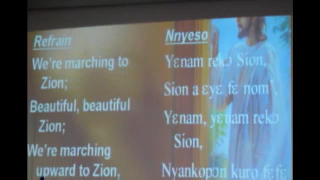 Refrain
We're marching to
Zion;
Beautiful, beautiful
Zion;
We're marching
upward to Zion,
Nnyeso
Yɛnam rekɔ Sion,
Sion a ɛyɛ fɛ nom',
Yɛnam, yɛnam rekɔ
Sion,
Nyankopɔn kuro fɛfɛ